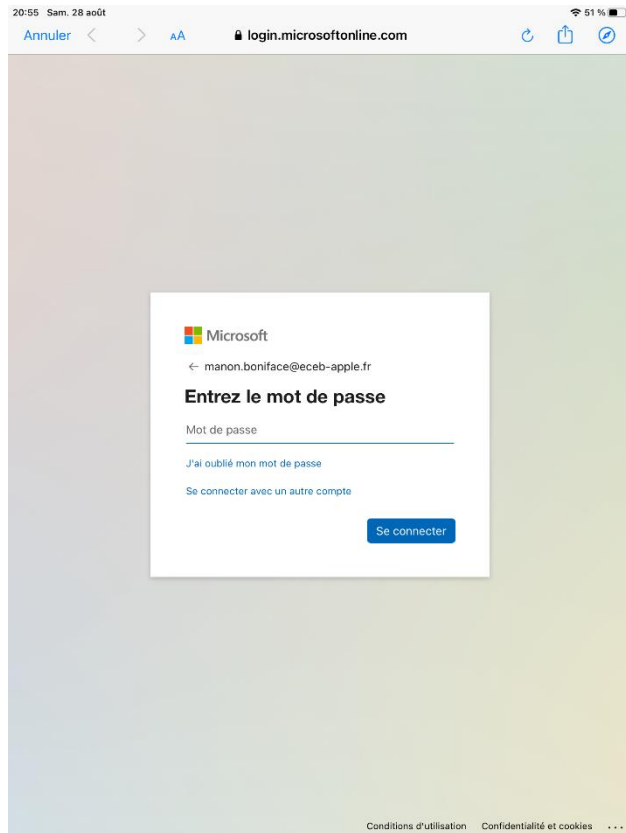 20:55 Sam. 28 août 51 %
Annuler AA login.microsoftonline.com
Microsoft
← manon.boniface@eceb-apple.fr
Entrez le mot de passe
Mot de passe
J'ai oublié mon mot de passe
Se connecter avec un autre compte
Se connecter
Conditions d'utilisation Confidentialité et cookies ...